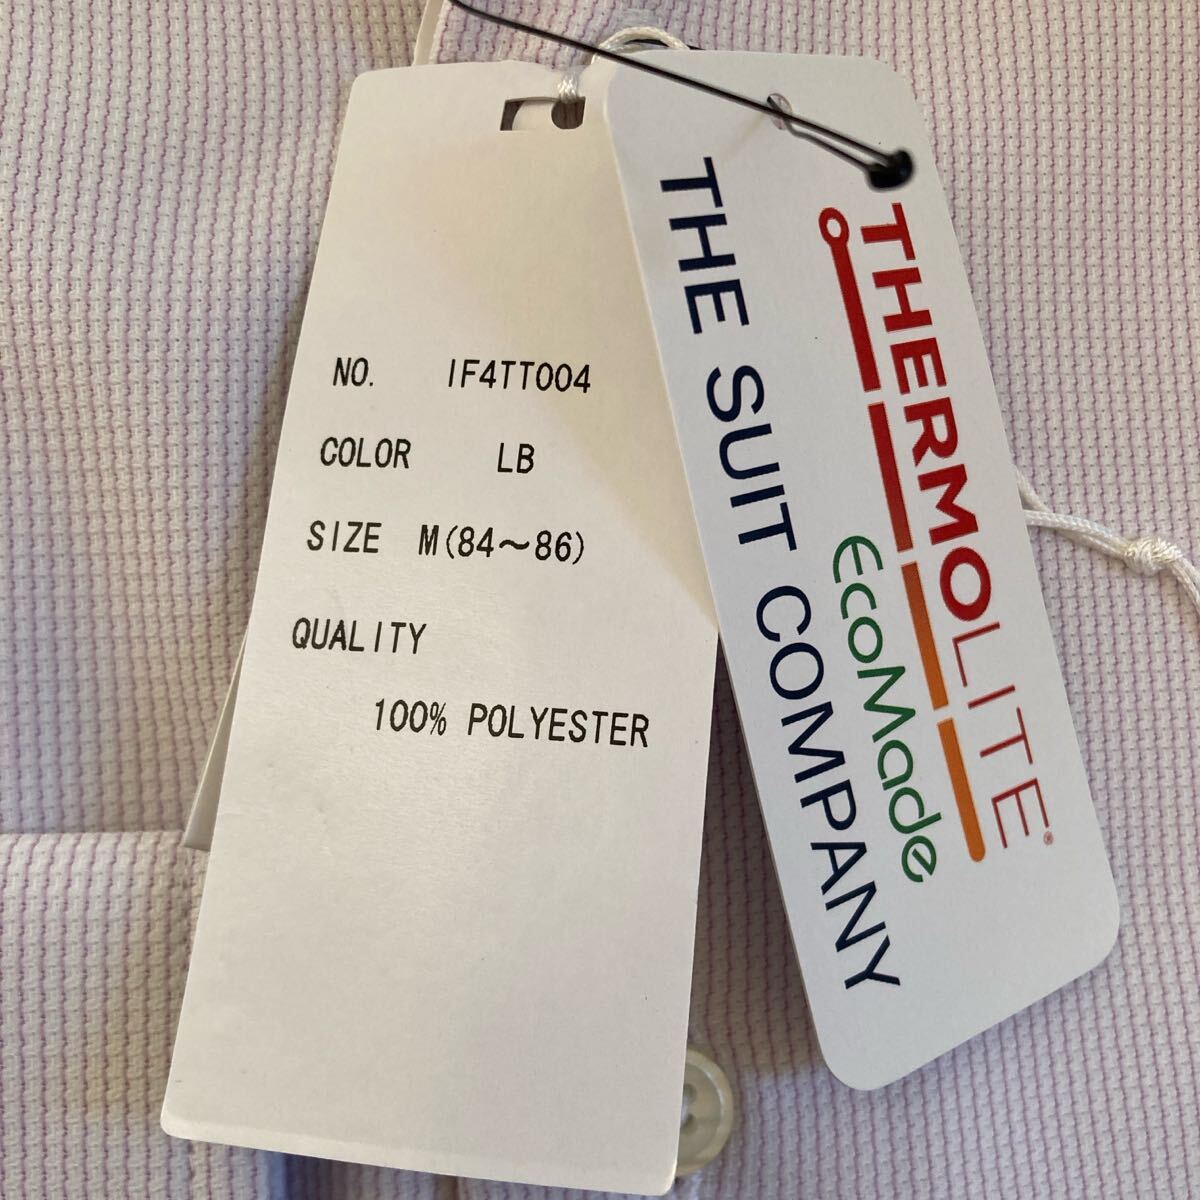 NO. IF4TT004
COLOR LB
SIZE M(84～86)
QUALITY
100% POLYESTER
THERMOLITE®
EcoMade
THE SUIT COMPANY